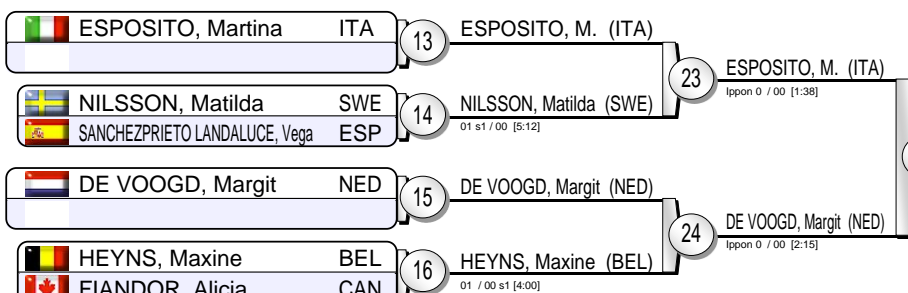 ESPOSITO, Martina ITA
13
ESPOSITO, M. (ITA)
23
ESPOSITO, M. (ITA)
Ippon 0 / 00 [1:38]
NILSSON, Matilda SWE
SANCHEZPRIETO LANDALUCE, Vega ESP
14
NILSSON, Matilda (SWE)
01 s1 / 00 [5:12]
DE VOOGD, Margit NED
15
DE VOOGD, Margit (NED)
24
DE VOOGD, Margit (NED)
Ippon 0 / 00 [2:15]
HEYNS, Maxine BEL
FIANDOR, Alicia CAN
16
HEYNS, Maxine (BEL)
01 / 00 s1 [4:00]